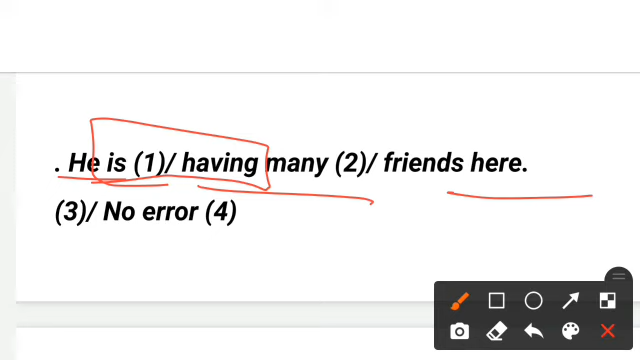 . He is (1)/ having many (2)/ friends here.
(3)/ No error (4)